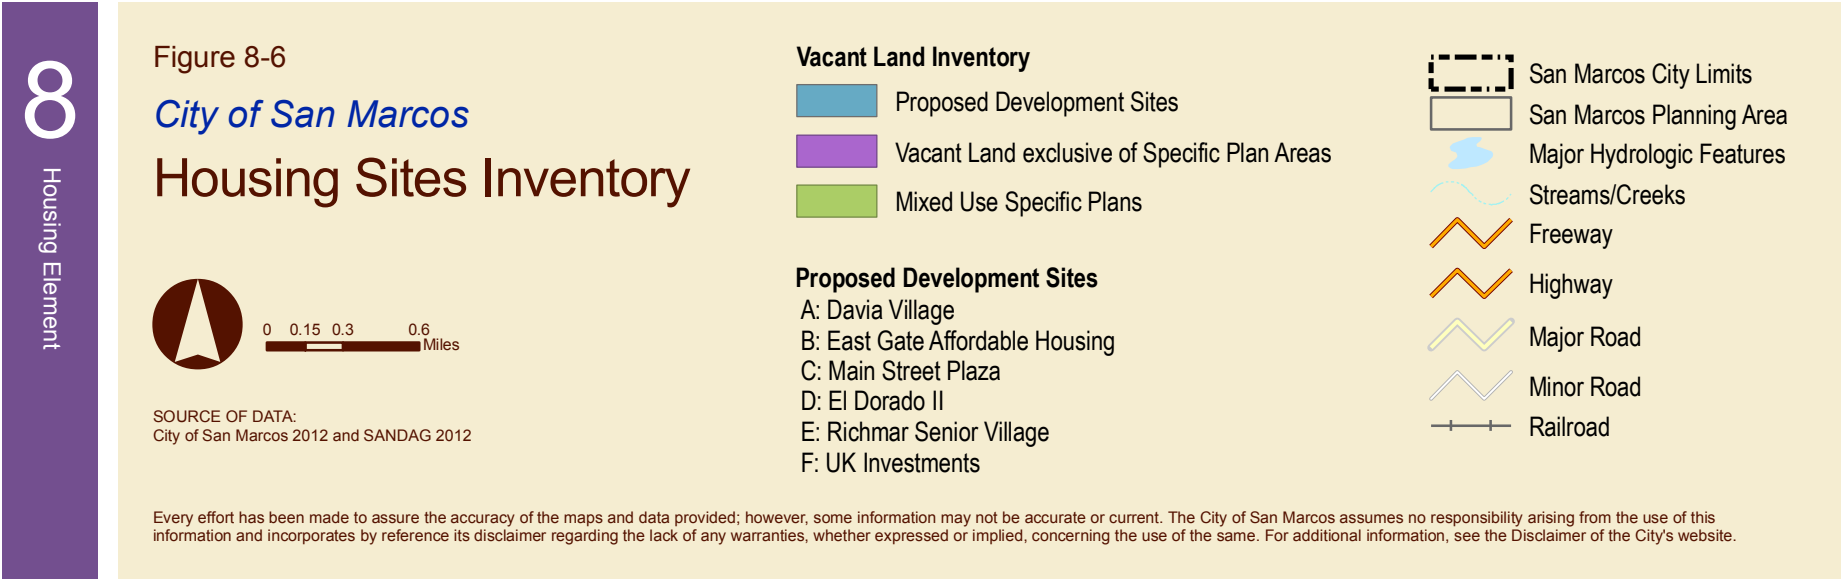 8
Housing Element
Figure 8-6
City of San Marcos
Housing Sites Inventory
0 0.15 0.3 0.6
Miles
SOURCE OF DATA:
City of San Marcos 2012 and SANDAG 2012
Vacant Land Inventory
Proposed Development Sites
Vacant Land exclusive of Specific Plan Areas
Mixed Use Specific Plans
Proposed Development Sites
A: Davia Village
B: East Gate Affordable Housing
C: Main Street Plaza
D: El Dorado II
E: Richmar Senior Village
F: UK Investments
San Marcos City Limits
San Marcos Planning Area
Major Hydrologic Features
Streams/Creeks
Freeway
Highway
Major Road
Minor Road
Railroad
Every effort has been made to assure the accuracy of the maps and data provided; however, some information may not be accurate or current. The City of San Marcos assumes no responsibility arising from the use of this
information and incorporates by reference its disclaimer regarding the lack of any warranties, whether expressed or implied, concerning the use of the same. For additional information, see the Disclaimer of the City's website.